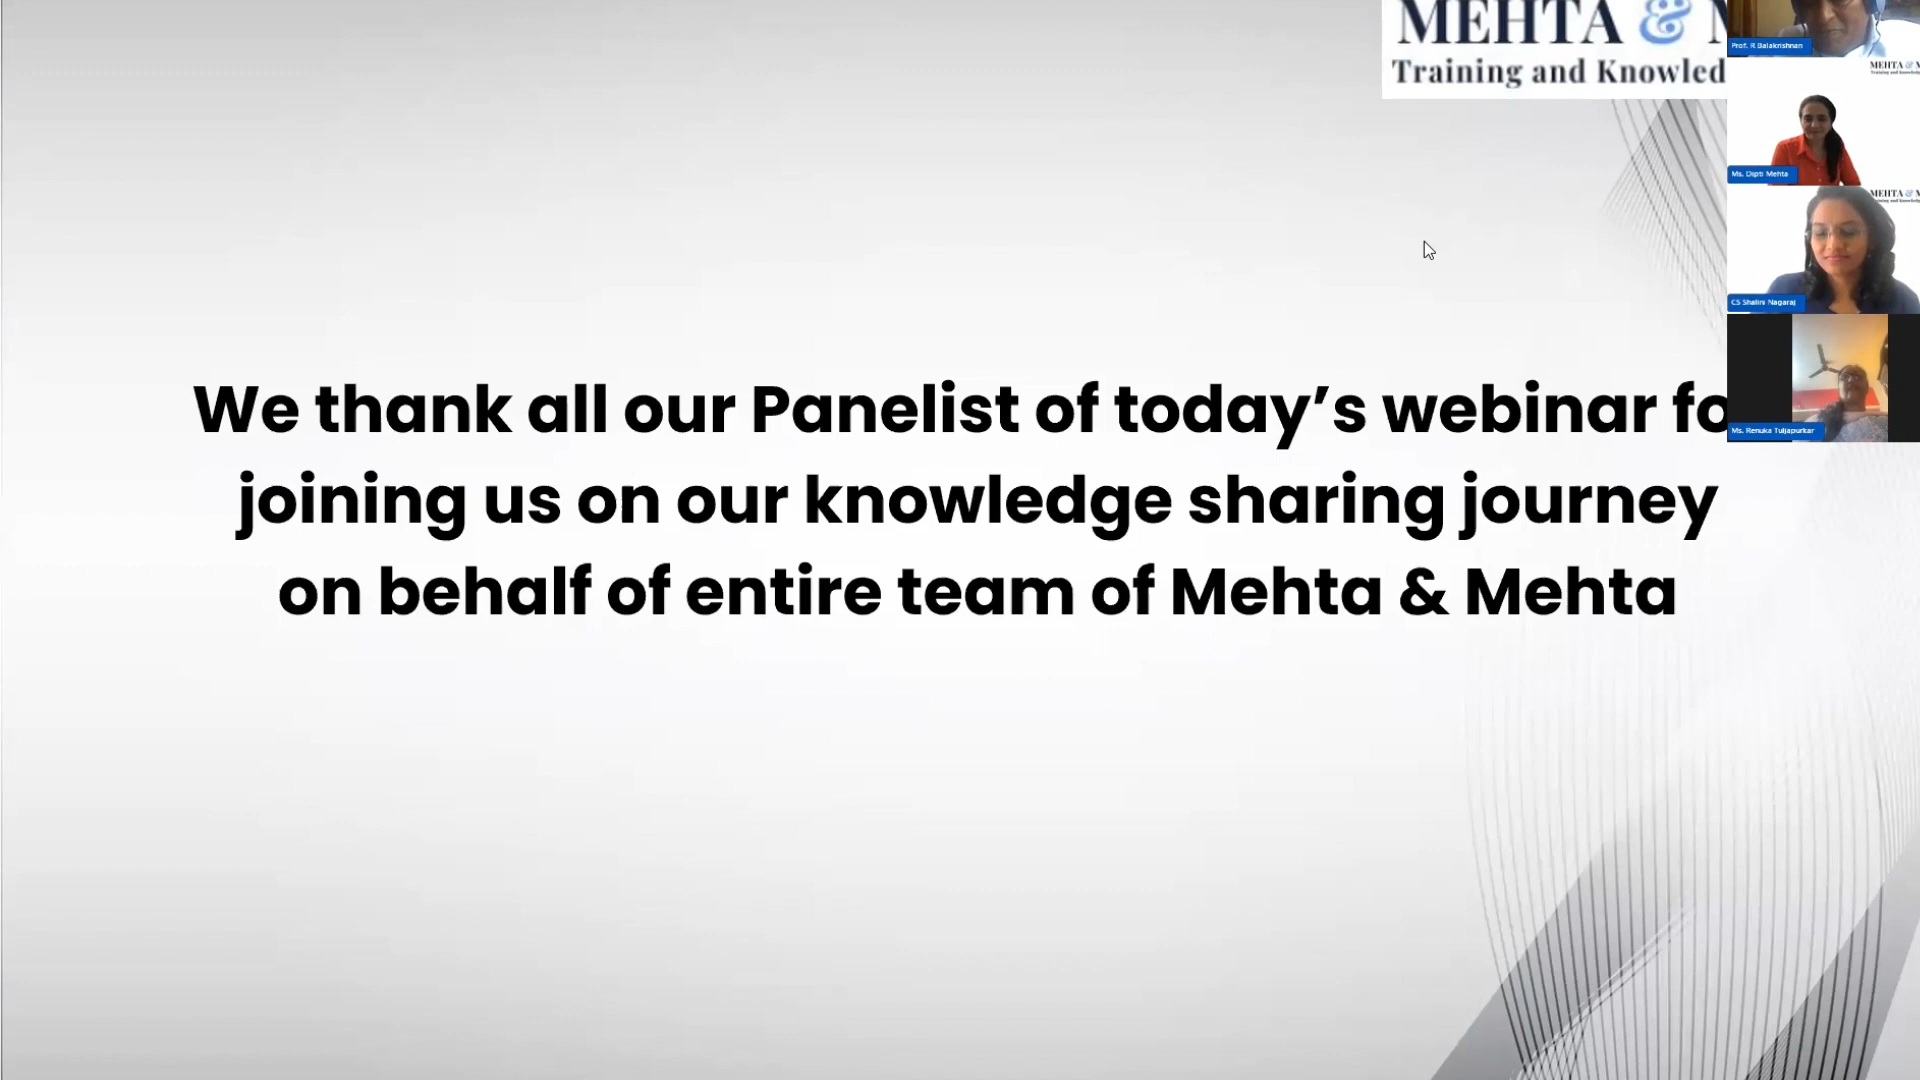 MEHTA &
Training and Knowled
Prof. R Balakrishnan
MEHTA &
Ms. Dipti Mehta
MEHTA &
CS Shalini Nagaraj
Ms. Renuka Tuljapurkar
We thank all our Panelist of today’s webinar fo
joining us on our knowledge sharing journey
on behalf of entire team of Mehta & Mehta